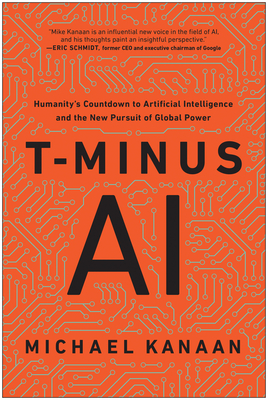 "Mike Kanaan is an influential new voice in the field of AI,
and his thoughts paint an insightful perspective."
—ERIC SCHMIDT, former CEO and executive chairman of Google
Humanity's Countdown to Artificial Intelligence
and the New Pursuit of Global Power
T-MINUS
AI
MICHAEL KANAAN